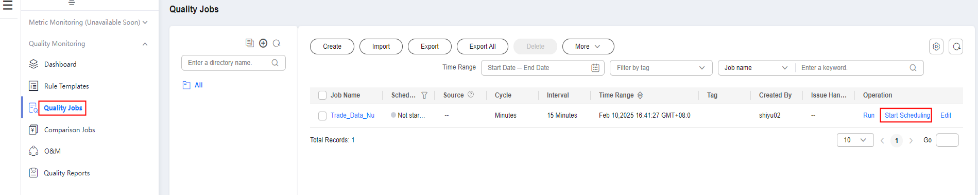 Quality Jobs
Metric Monitoring (Unavailable Soon)
Quality Monitoring
Dashboard
Rule Templates
Quality Jobs
Comparison Jobs
O&M
Quality Reports
Enter a directory name.
All
Create Import Export Export All Delete More
Time Range Start Date – End Date Filter by tag Job name Enter a keyword.
Job Name Sched... Source Cycle Interval Time Range Tag Created By Issue Han... Operation
Trade_Data_Nu Not star... -- Minutes 15 Minutes Feb 10,2025 16:41:27 GMT+08:0 shiyu02 -- Run Start Scheduling Edit
Total Records: 1 10 1 Go